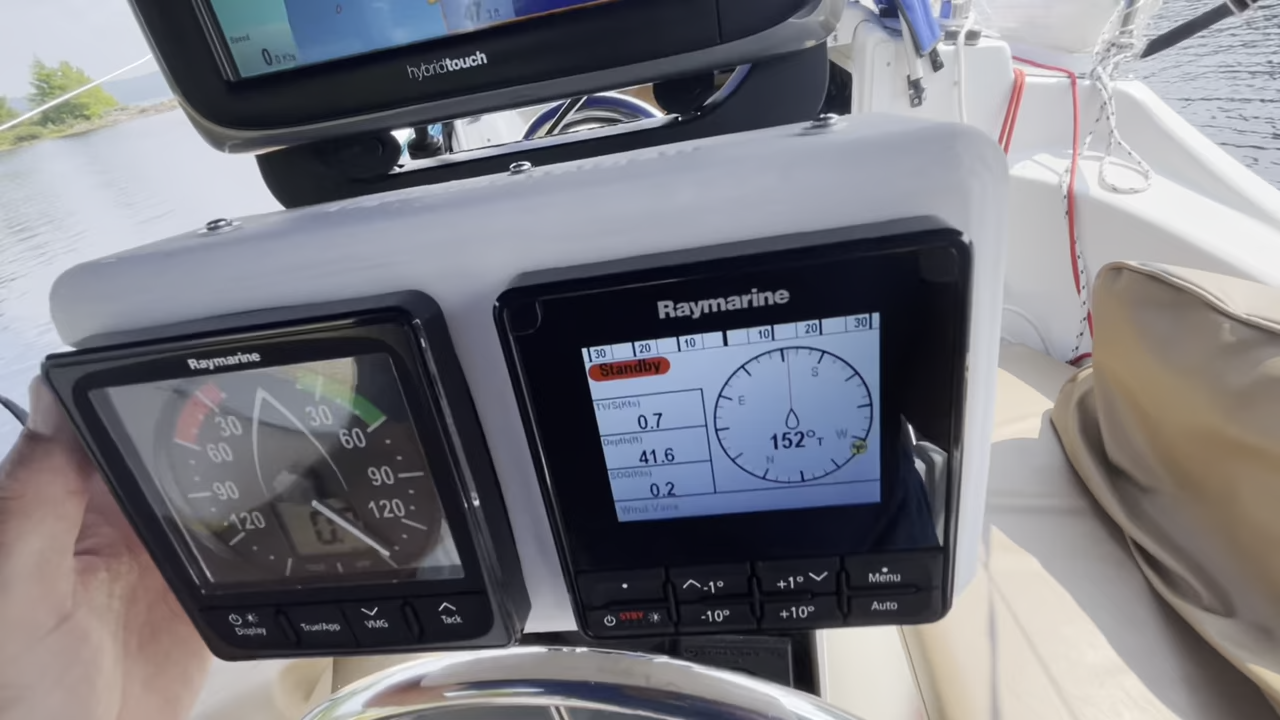 Speed
0.0 Kts
hybridtouch
Raymarine
30 20 10 10 20 30
Standby
TWS(Kts)
0.7
Depth(ft)
41.6
SOG(Kts)
0.2
Wind Vane
S
E
W
N
152°T
-1°
+1°
Menu
STBY
-10°
+10°
Auto
Raymarine
30 30
60 60
90 90
120 120
Display
True/App
VMG
Tack